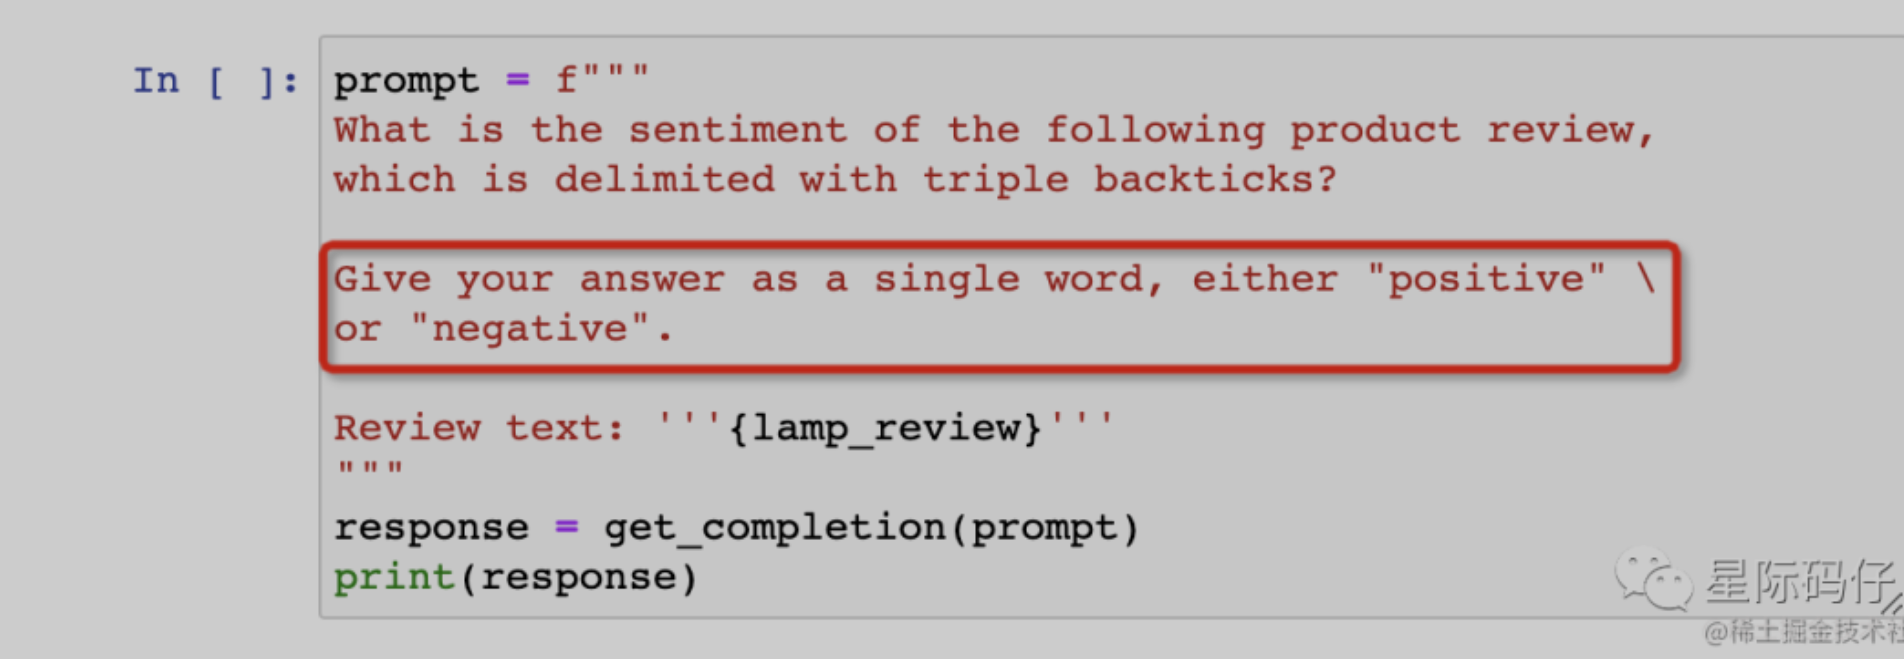 In [ ]: prompt = f"""
What is the sentiment of the following product review,
which is delimited with triple backticks?
Give your answer as a single word, either "positive" \
or "negative".
Review text: '''{lamp_review}'''
"""
response = get_completion(prompt)
print(response)
星际码仔
@稀土掘金技术社